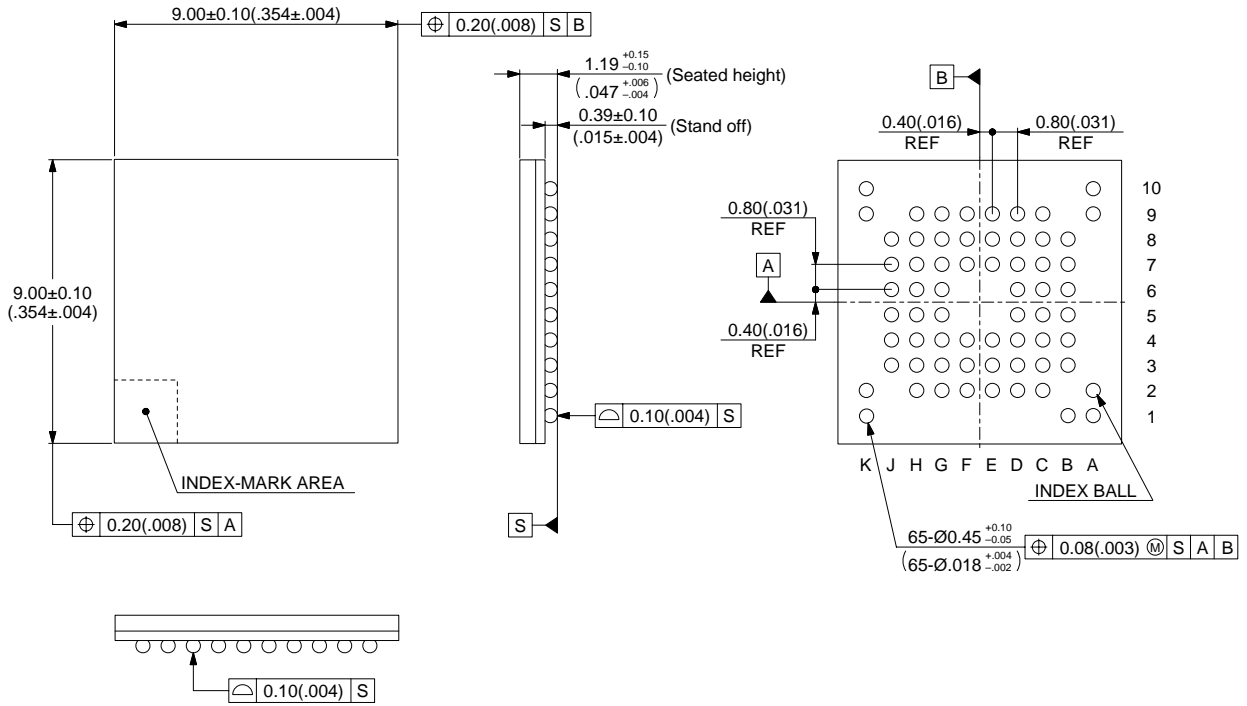 9.00±0.10(.354±.004)
⌖ 0.20(.008) S B
1.19 +0.15 −0.10 (Seated height)
(.047 +.006 −.004)
0.39±0.10 (Stand off)
(.015±.004)
B
0.40(.016) REF
0.80(.031) REF
10
9
8
7
6
5
4
3
2
1
0.80(.031) REF
A
0.40(.016) REF
9.00±0.10
(.354±.004)
⌓ 0.10(.004) S
K J H G F E D C B A
INDEX-MARK AREA
INDEX BALL
⌖ 0.20(.008) S A
S
65-Ø0.45 +0.10 −0.05
(65-Ø.018 +.004 −.002)
⌖ 0.08(.003) Ⓜ S A B
⌓ 0.10(.004) S